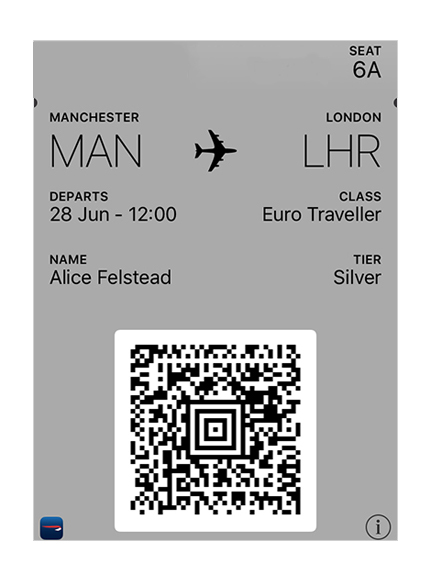 SEAT
6A
MANCHESTER LONDON
MAN LHR
DEPARTS CLASS
28 Jun - 12:00 Euro Traveller
NAME TIER
Alice Felstead Silver
i